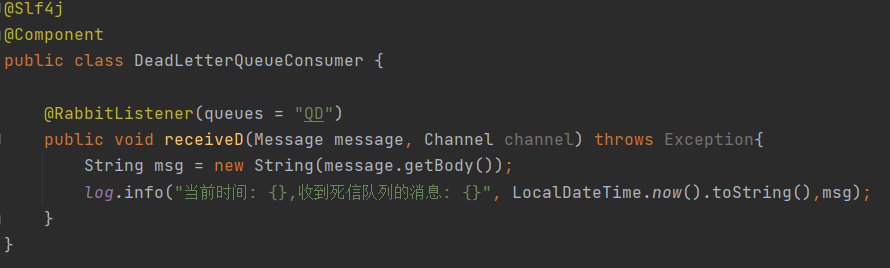 @Slf4j
@Component
public class DeadLetterQueueConsumer {
@RabbitListener(queues = "QD")
public void receiveD(Message message, Channel channel) throws Exception{
String msg = new String(message.getBody());
log.info("当前时间: {},收到死信队列的消息: {}", LocalDateTime.now().toString(),msg);
}
}